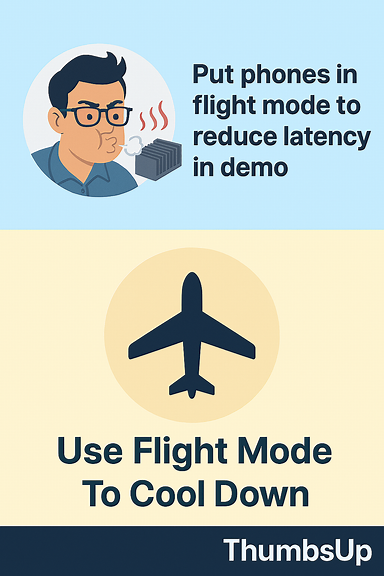 Put phones in
flight mode to
reduce latency
in demo
Use Flight Mode
To Cool Down
ThumbsUp